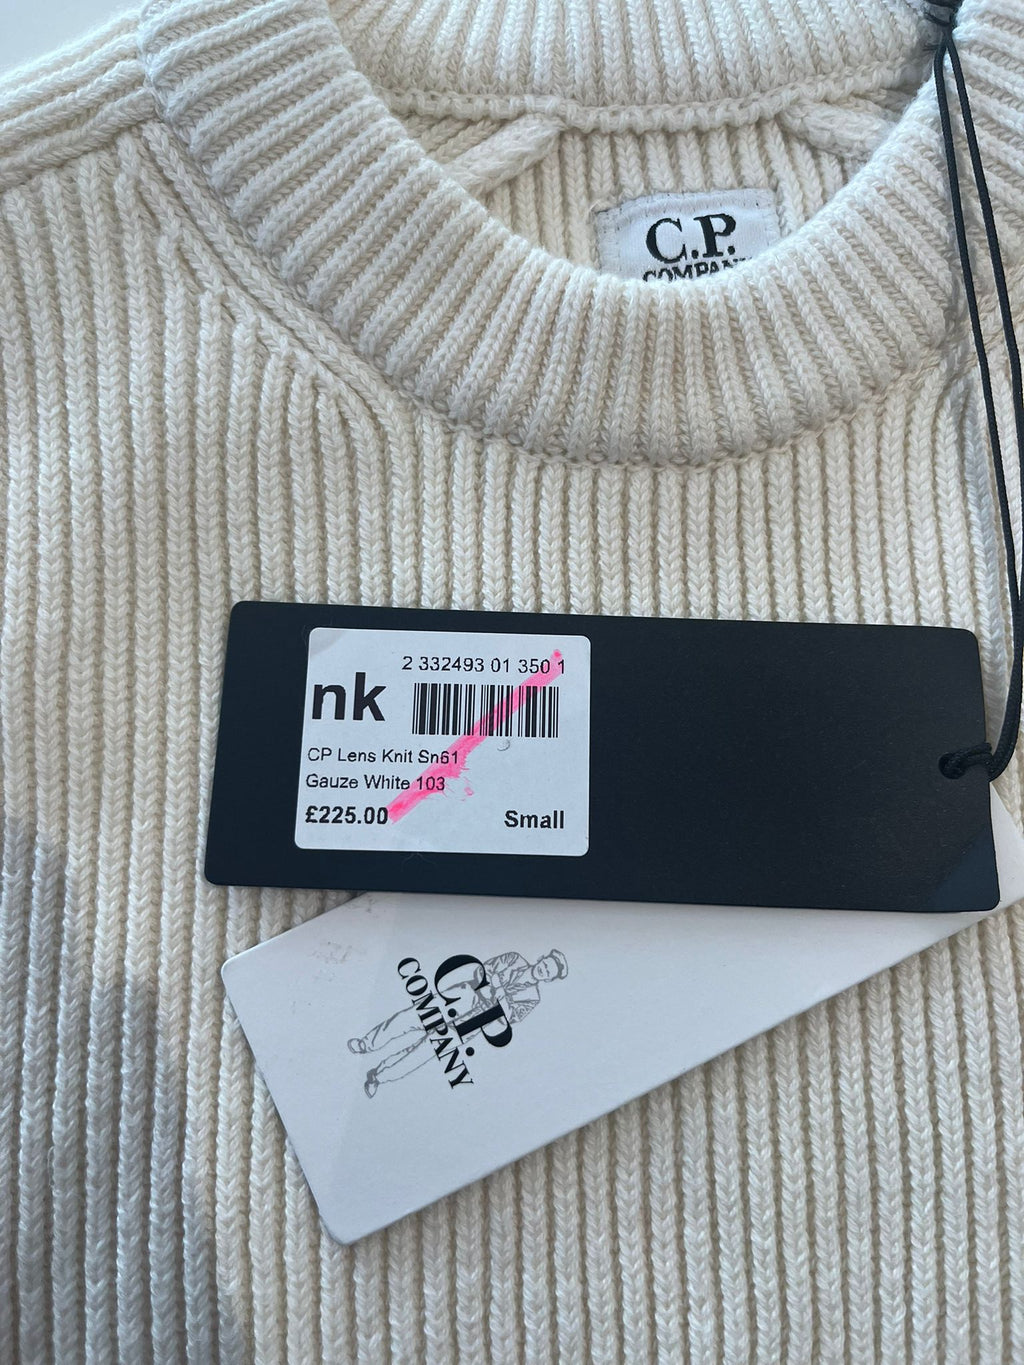 C.P.
COMPANY
2 332493 01 350 1
nk
CP Lens Knit Sn61
Gauze White 103
£225.00
Small
C.P.
COMPANY